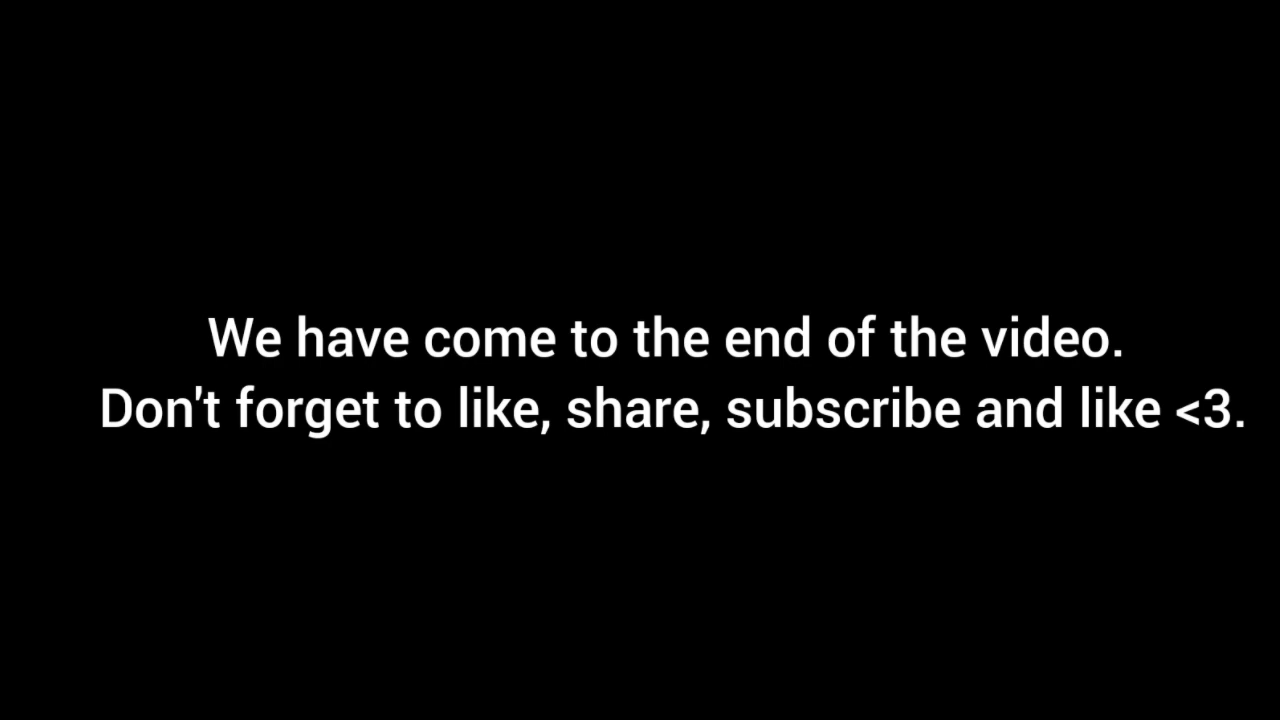 We have come to the end of the video.
Don't forget to like, share, subscribe and like <3.